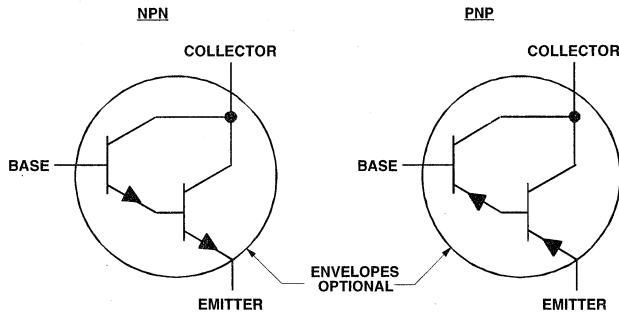 NPN
PNP
COLLECTOR
COLLECTOR
BASE
BASE
ENVELOPES
OPTIONAL
EMITTER
EMITTER